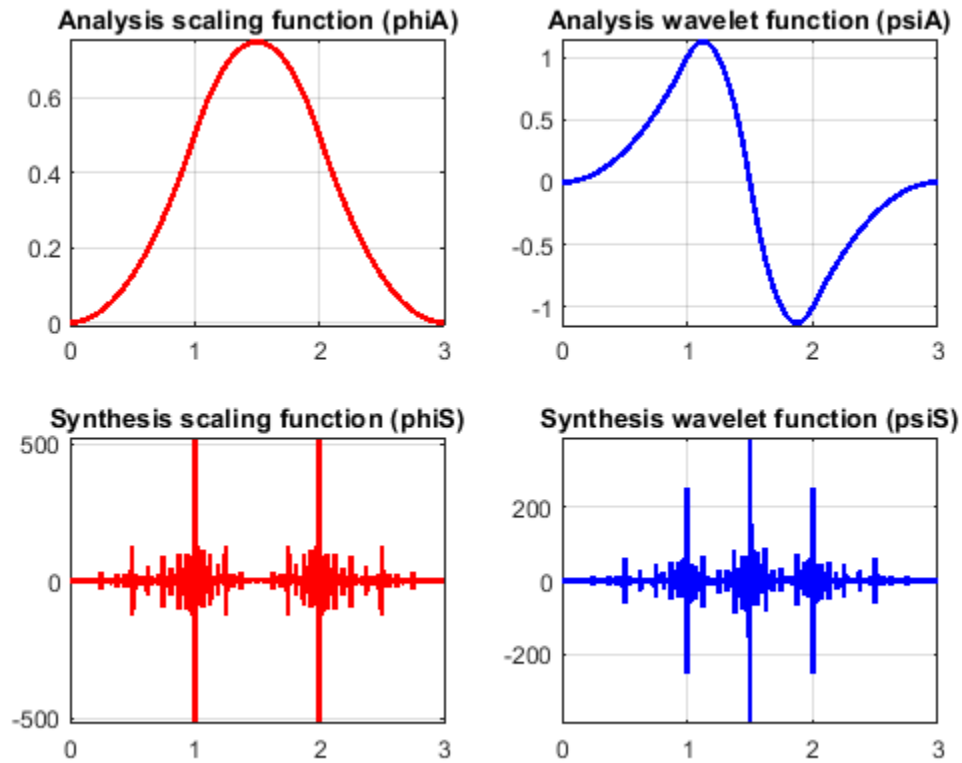 Analysis scaling function (phiA)
0.6
0.4
0.2
0
0 1 2 3
Analysis wavelet function (psiA)
1
0.5
0
-0.5
-1
0 1 2 3
Synthesis scaling function (phiS)
500
0
-500
0 1 2 3
Synthesis wavelet function (psiS)
200
0
-200
0 1 2 3